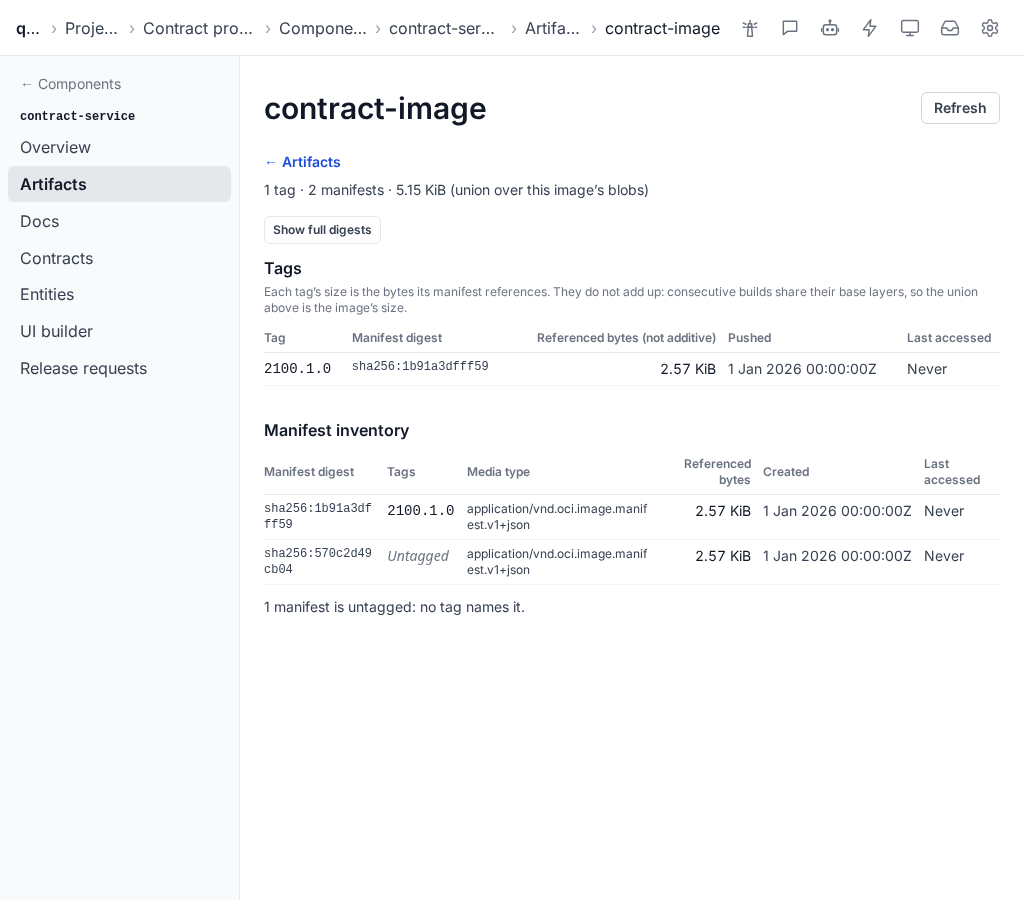 q… › Proje… › Contract pro… › Compone… › contract-ser… › Artifa… › contract-image
← Components
contract-service
Overview
Artifacts
Docs
Contracts
Entities
UI builder
Release requests
contract-image
Refresh
← Artifacts
1 tag · 2 manifests · 5.15 KiB (union over this image’s blobs)
Show full digests
Tags
Each tag’s size is the bytes its manifest references. They do not add up: consecutive builds share their base layers, so the union
above is the image’s size.
Tag Manifest digest Referenced bytes (not additive) Pushed Last accessed
2100.1.0 sha256:1b91a3dfff59 2.57 KiB 1 Jan 2026 00:00:00Z Never
Manifest inventory
Manifest digest Tags Media type Referenced bytes Created Last accessed
sha256:1b91a3df 2100.1.0 application/vnd.oci.image.manif 2.57 KiB 1 Jan 2026 00:00:00Z Never
ff59 est.v1+json
sha256:570c2d49 Untagged application/vnd.oci.image.manif 2.57 KiB 1 Jan 2026 00:00:00Z Never
cb04 est.v1+json
1 manifest is untagged: no tag names it.